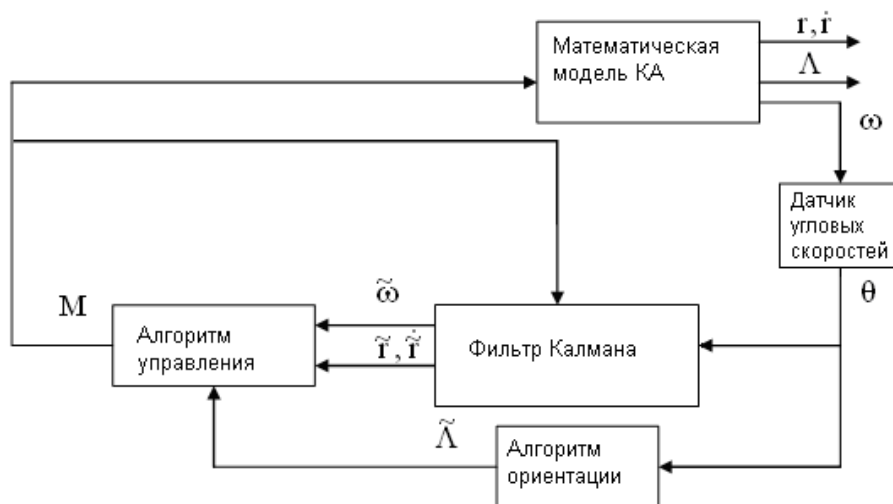 Математическая
модель КА
r, ṙ
Λ
ω
Датчик
угловых
скоростей
θ
M
Алгоритм
управления
ω̃
r̃, ṙ̃
Фильтр Калмана
Λ̃
Алгоритм
ориентации